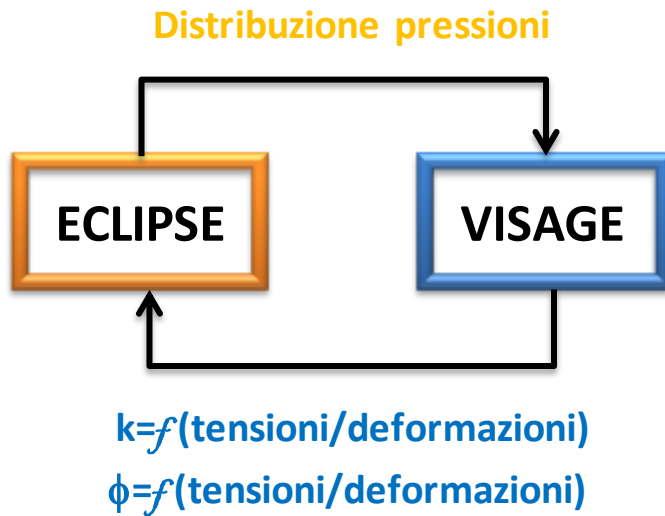 Distribuzione pressioni
ECLIPSE
VISAGE
k=f(tensioni/deformazioni)
ϕ=f(tensioni/deformazioni)